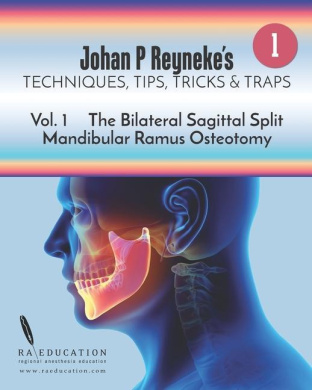 1
Johan P Reyneke's
TECHNIQUES, TIPS, TRICKS & TRAPS
Vol. 1 The Bilateral Sagittal Split
Mandibular Ramus Osteotomy
RA EDUCATION
regional anesthesia education
www.raeducation.com